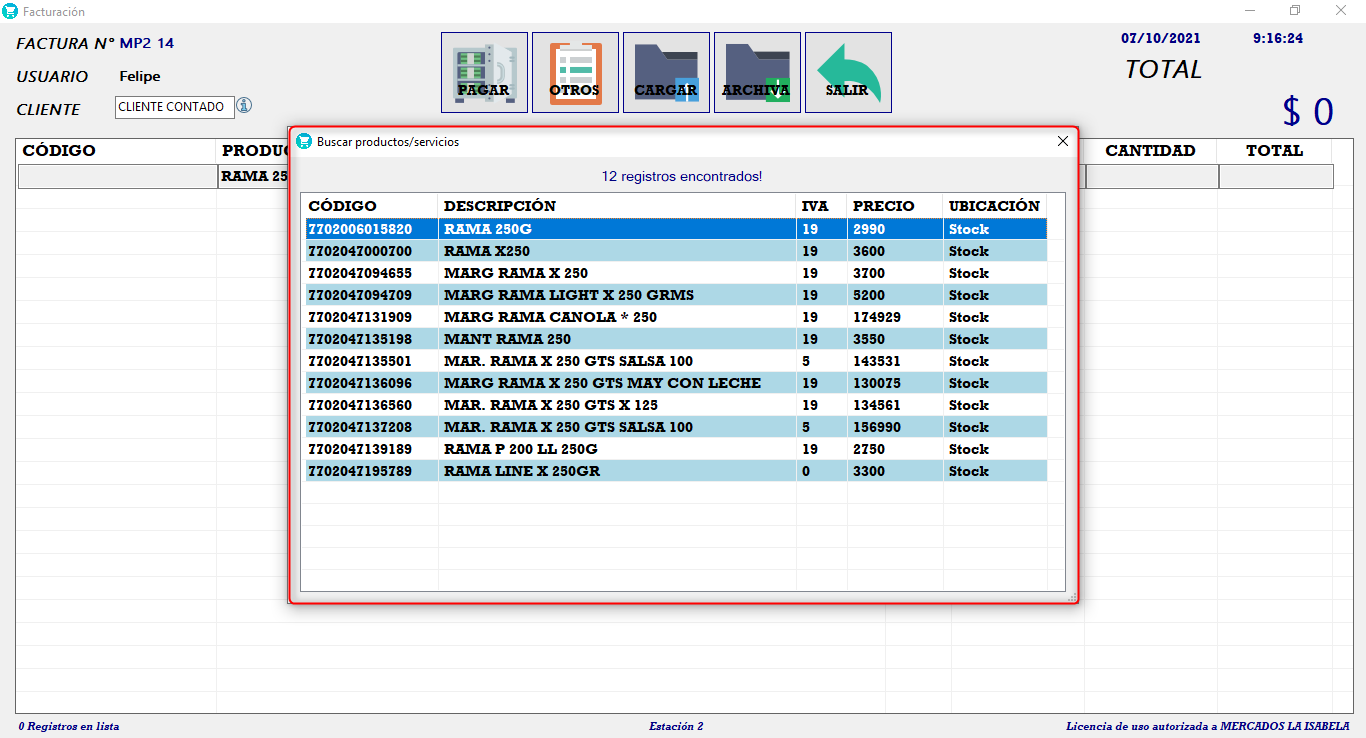 Facturación
FACTURA N° MP2 14
07/10/2021 9:16:24
USUARIO Felipe
TOTAL
CLIENTE CLIENTE CONTADO
$ 0
PAGAR OTROS CARGAR ARCHIVA SALIR
CÓDIGO PRODUC CANTIDAD TOTAL
RAMA 25
Buscar productos/servicios
12 registros encontrados!
CÓDIGO DESCRIPCIÓN IVA PRECIO UBICACIÓN
7702006015820 RAMA 250G 19 2990 Stock
7702047000700 RAMA X250 19 3600 Stock
7702047094655 MARG RAMA X 250 19 3700 Stock
7702047094709 MARG RAMA LIGHT X 250 GRMS 19 5200 Stock
7702047131909 MARG RAMA CANOLA * 250 19 174929 Stock
7702047135198 MANT RAMA 250 19 3550 Stock
7702047135501 MAR. RAMA X 250 GTS SALSA 100 5 143531 Stock
7702047136096 MARG RAMA X 250 GTS MAY CON LECHE 19 130075 Stock
7702047136560 MAR. RAMA X 250 GTS X 125 19 134561 Stock
7702047137208 MAR. RAMA X 250 GTS SALSA 100 5 156990 Stock
7702047139189 RAMA P 200 LL 250G 19 2750 Stock
7702047195789 RAMA LINE X 250GR 0 3300 Stock
0 Registros en lista
Estación 2
Licencia de uso autorizada a MERCADOS LA ISABELA